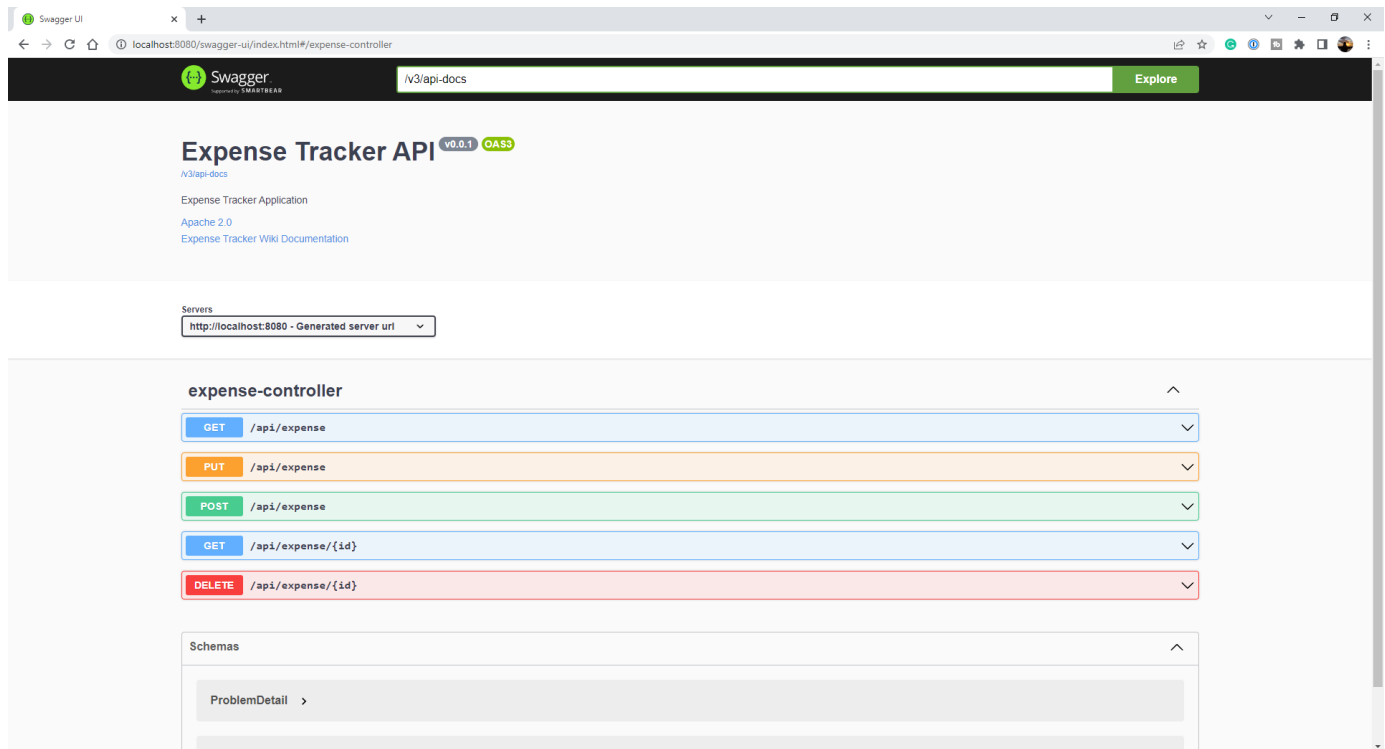 Swagger UI
localhost:8080/swagger-ui/index.html#/expense-controller
Swagger.
Supported by SMARTBEAR
/v3/api-docs
Explore
Expense Tracker API v0.0.1 OAS3
/v3/api-docs
Expense Tracker Application
Apache 2.0
Expense Tracker Wiki Documentation
Servers
http://localhost:8080 - Generated server url
expense-controller
GET /api/expense
PUT /api/expense
POST /api/expense
GET /api/expense/{id}
DELETE /api/expense/{id}
Schemas
ProblemDetail